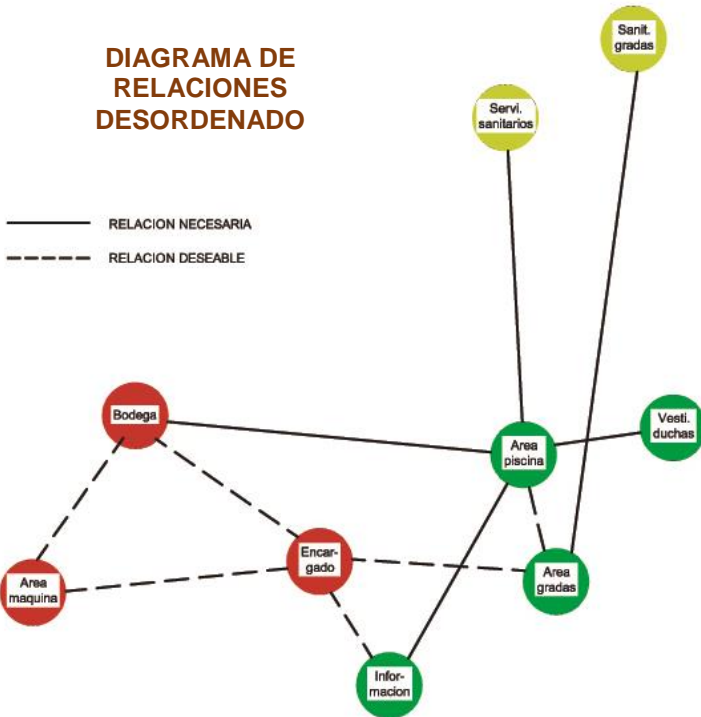 DIAGRAMA DE
RELACIONES
DESORDENADO
Sanit.
gradas
Servi.
sanitarios
RELACION NECESARIA
RELACION DESEABLE
Bodega
Vesti.
duchas
Area
piscina
Encar-
gado
Area
maquina
Area
gradas
Infor-
macion